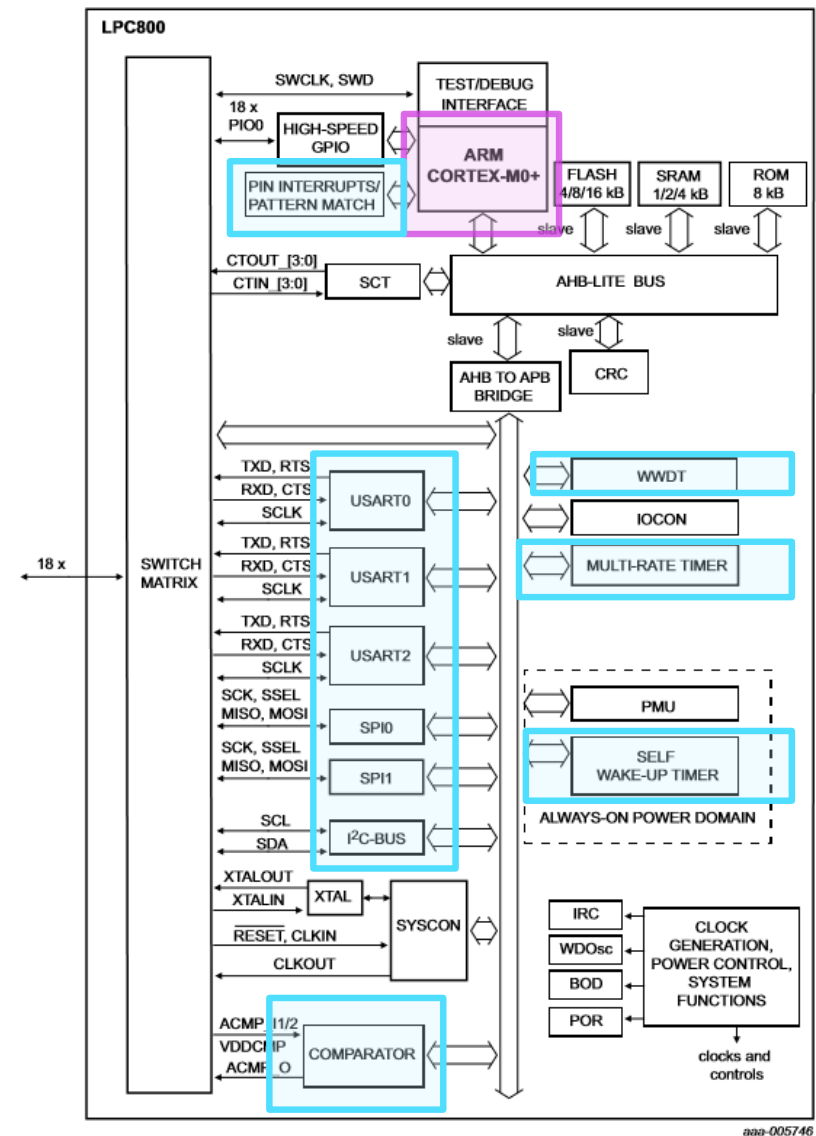 LPC800
SWCLK, SWD
TEST/DEBUG
INTERFACE
18 x
PIO0
HIGH-SPEED
GPIO
ARM
CORTEX-M0+
PIN INTERRUPTS/
PATTERN MATCH
FLASH
4/8/16 kB
SRAM
1/2/4 kB
ROM
8 kB
slave
slave
slave
CTOUT_[3:0]
CTIN_[3:0]
SCT
AHB-LITE BUS
slave
slave
AHB TO APB
BRIDGE
CRC
TXD, RTS
RXD, CTS
SCLK
USART0
WWDT
IOCON
TXD, RTS
RXD, CTS
SCLK
USART1
MULTI-RATE TIMER
18 x
SWITCH
MATRIX
TXD, RTS
RXD, CTS
SCLK
USART2
SCK, SSEL
MISO, MOSI
SPI0
PMU
SCK, SSEL
MISO, MOSI
SPI1
SELF
WAKE-UP TIMER
SCL
SDA
I²C-BUS
ALWAYS-ON POWER DOMAIN
XTALOUT
XTALIN
XTAL
RESET, CLKIN
CLKOUT
SYSCON
IRC
WDOsc
BOD
POR
CLOCK
GENERATION,
POWER CONTROL,
SYSTEM
FUNCTIONS
ACMP_I1/2
VDDCMP
ACMP_O
COMPARATOR
clocks and
controls
aaa-005746